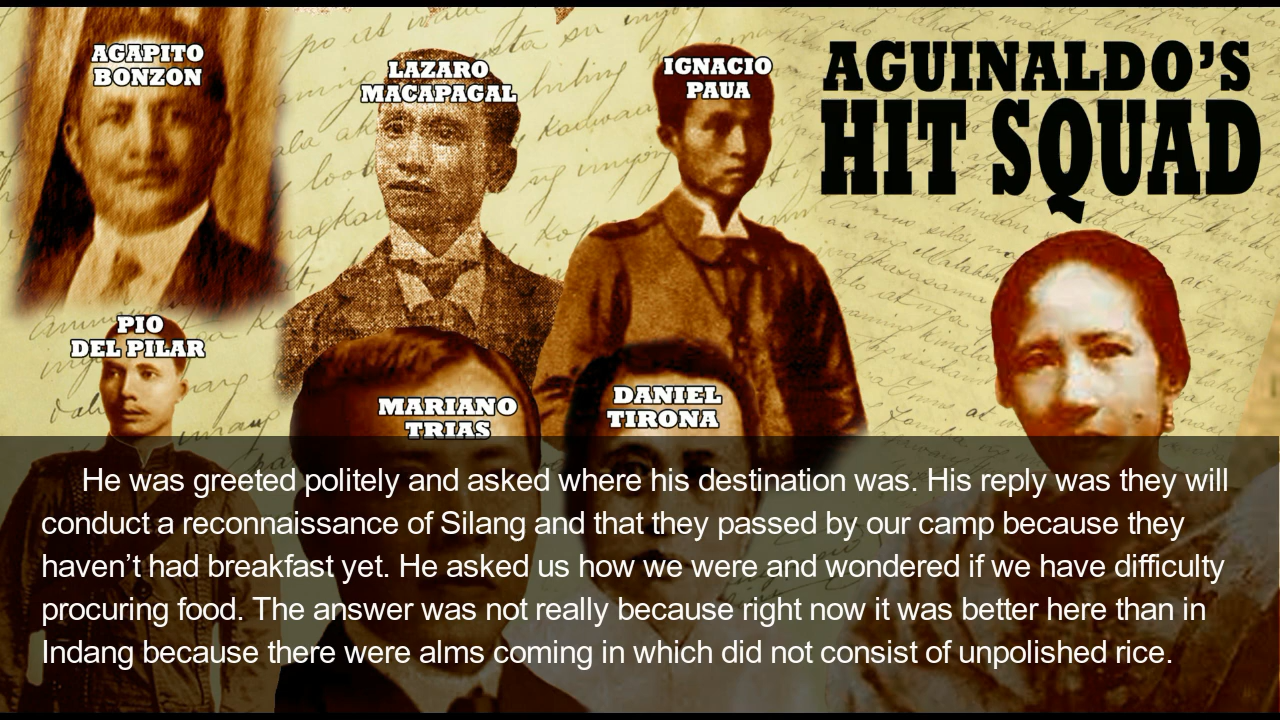 AGAPITO
BONZON
LAZARO
MACAPAGAL
IGNACIO
PAUA
AGUINALDO'S
HIT SQUAD
PIO
DEL PILAR
MARIANO
TRIAS
DANIEL
TIRONA
He was greeted politely and asked where his destination was. His reply was they will
conduct a reconnaissance of Silang and that they passed by our camp because they
haven't had breakfast yet. He asked us how we were and wondered if we have difficulty
procuring food. The answer was not really because right now it was better here than in
Indang because there were alms coming in which did not consist of unpolished rice.